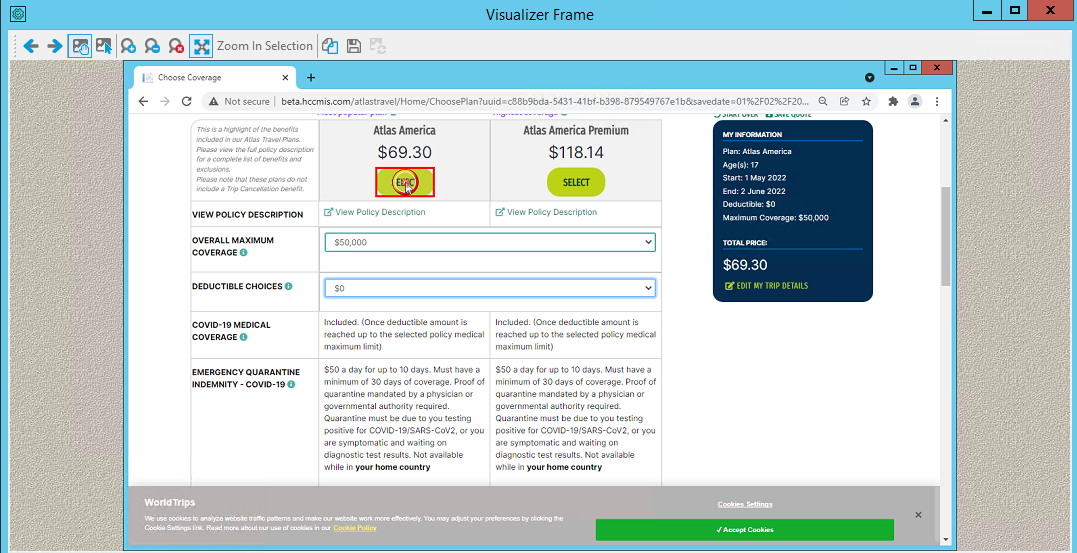 Visualizer Frame
Zoom In Selection
Choose Coverage
Not secure | beta.hccmis.com/atlastravel/Home/ChoosePlan?uuid=c88b9bda-5431-41bf-b398-879549767e1b&savedate=01%2F02%2F20...
START OVER SAVE QUOTE
This is a highlight of the benefits
included in our Atlas Travel Plans.
Please view the full policy description
for a complete list of benefits and
exclusions.
Please note that these plans do not
include a Trip Cancellation benefit.
Atlas America
$69.30
Atlas America Premium
$118.14
SELECT
VIEW POLICY DESCRIPTION
View Policy Description
View Policy Description
OVERALL MAXIMUM
COVERAGE
$50,000
DEDUCTIBLE CHOICES
$0
COVID-19 MEDICAL
COVERAGE
Included. (Once deductible amount is
reached up to the selected policy medical
maximum limit)
Included. (Once deductible amount is
reached up to the selected policy medical
maximum limit)
EMERGENCY QUARANTINE
INDEMNITY - COVID-19
$50 a day for up to 10 days. Must have a
minimum of 30 days of coverage. Proof of
quarantine mandated by a physician or
governmental authority required.
Quarantine must be due to you testing
positive for COVID-19/SARS-CoV2, or you
are symptomatic and waiting on
diagnostic test results. Not available
while in your home country
$50 a day for up to 10 days. Must have a
minimum of 30 days of coverage. Proof of
quarantine mandated by a physician or
governmental authority required.
Quarantine must be due to you testing
positive for COVID-19/SARS-CoV2, or you
are symptomatic and waiting on
diagnostic test results. Not available
while in your home country
MY INFORMATION
Plan: Atlas America
Age(s): 17
Start: 1 May 2022
End: 2 June 2022
Deductible: $0
Maximum Coverage: $50,000
TOTAL PRICE:
$69.30
EDIT MY TRIP DETAILS
WorldTrips
We use cookies to analyze website traffic patterns and make our website work more effectively. You may adjust your preferences by clicking the
Cookie Settings link. Read more about our use of cookies in our Cookie Policy
Cookies Settings
Accept Cookies